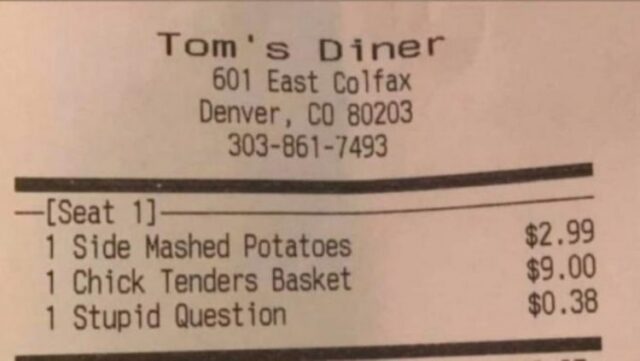 Tom's Diner
601 East Colfax
Denver, CO 80203
303-861-7493
[Seat 1]
1 Side Mashed Potatoes $2.99
1 Chick Tenders Basket $9.00
1 Stupid Question $0.38